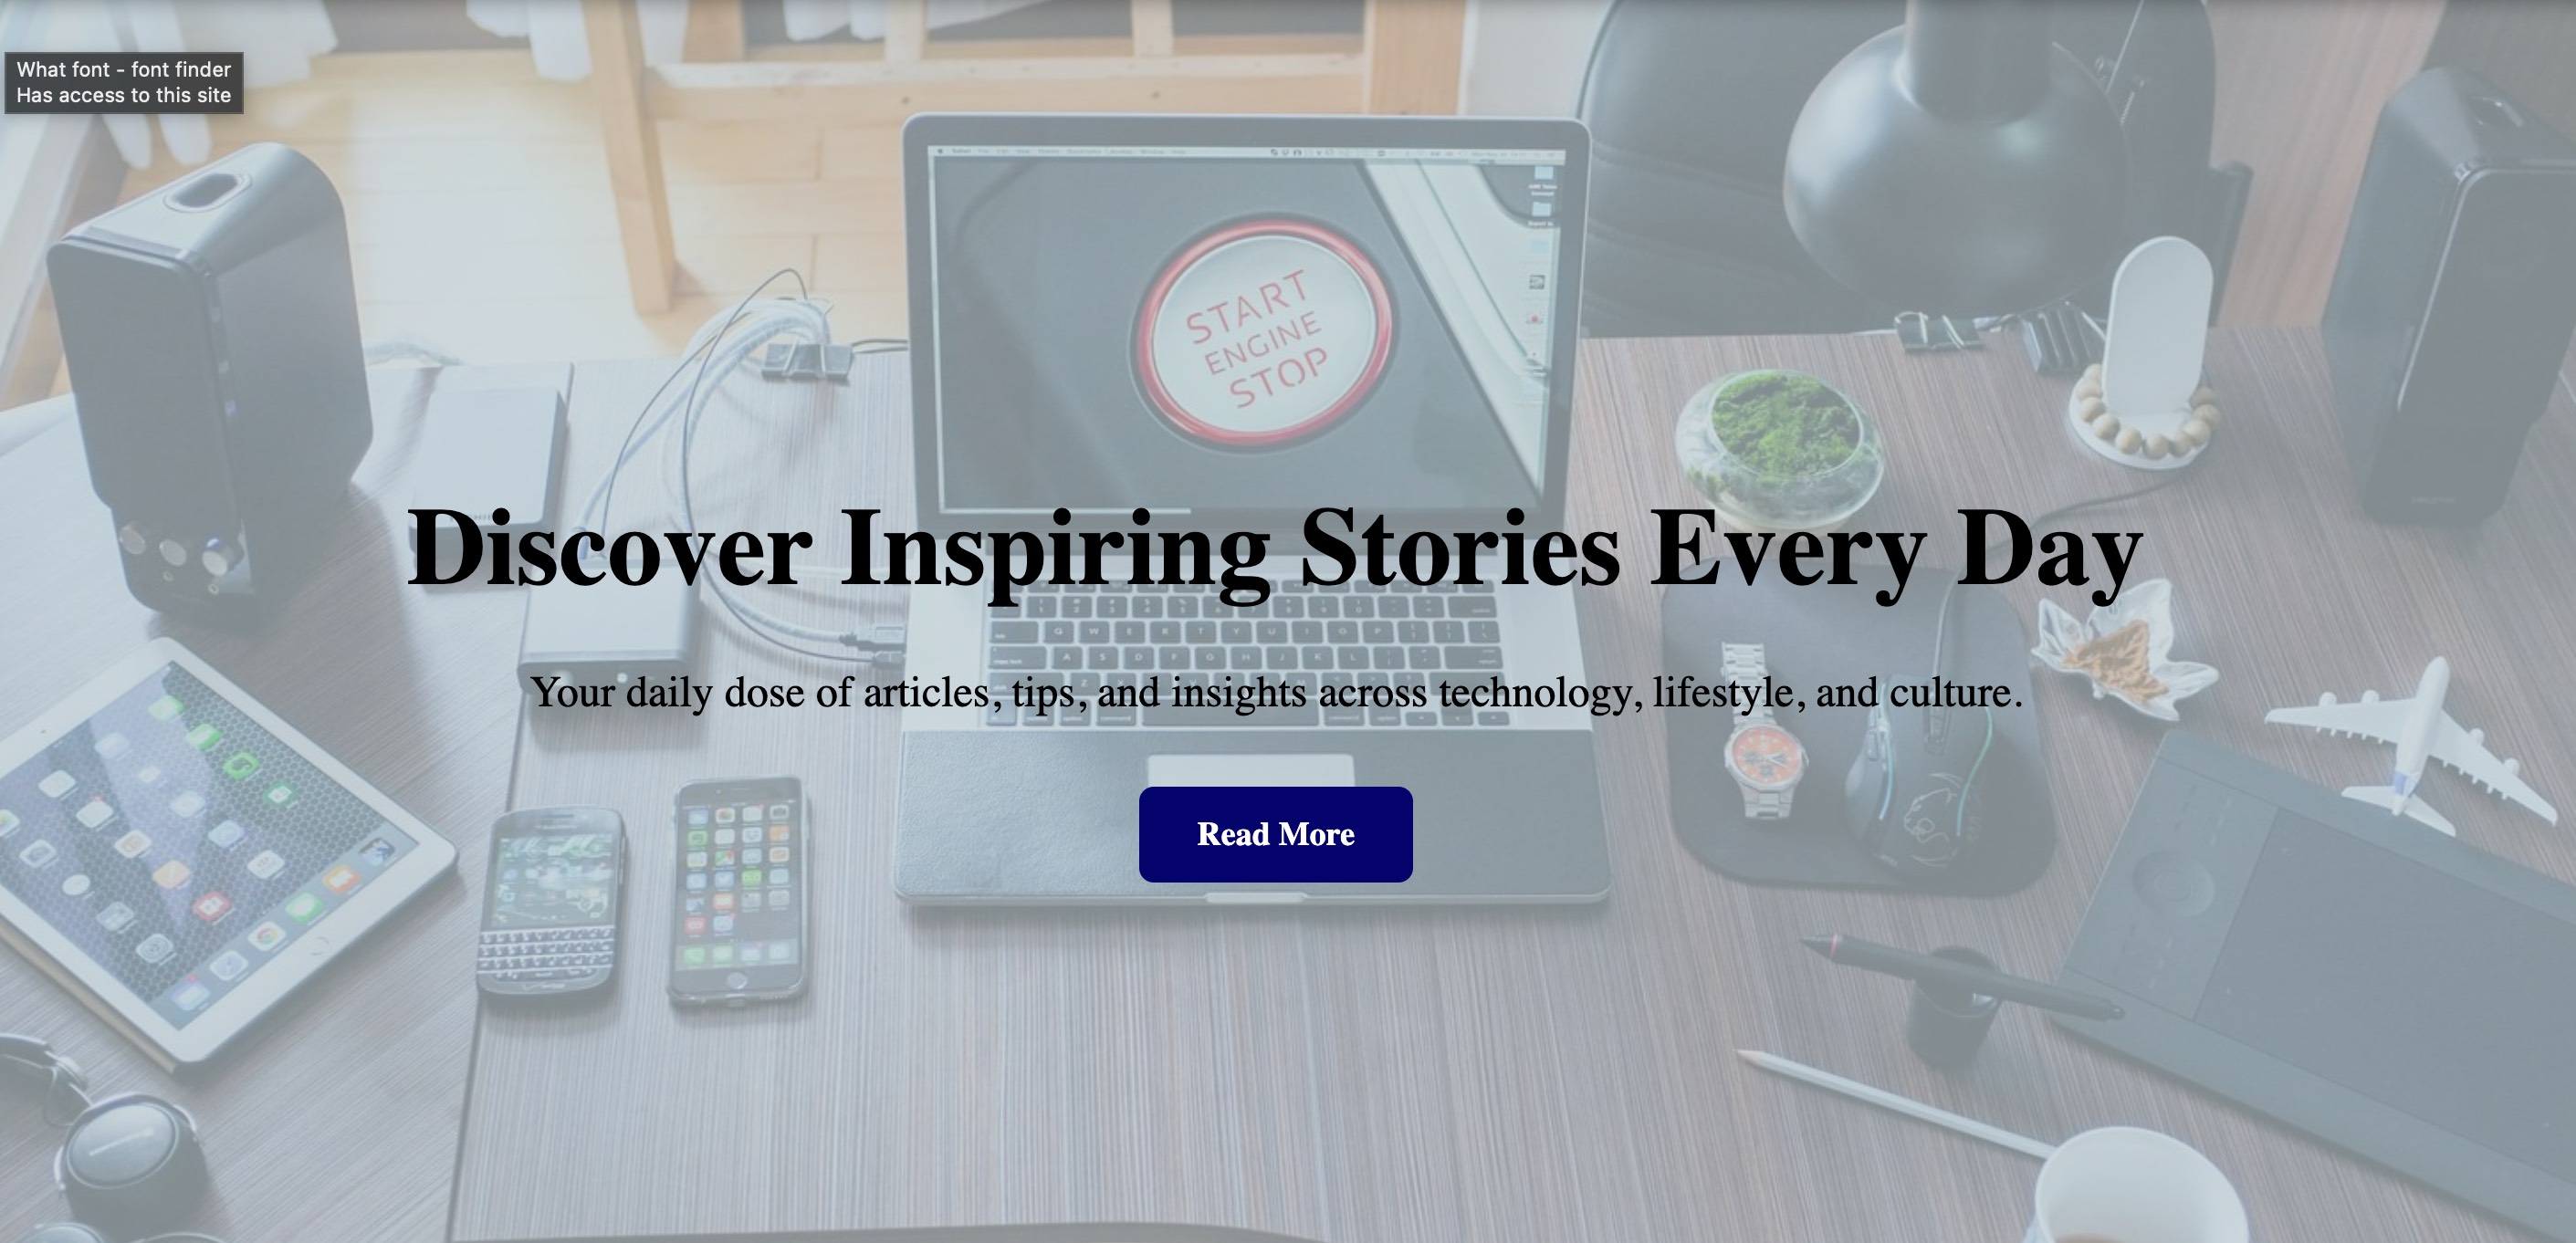 What font - font finder
Has access to this site
START
ENGINE
STOP
Discover Inspiring Stories Every Day
Your daily dose of articles, tips, and insights across technology, lifestyle, and culture.
Read More